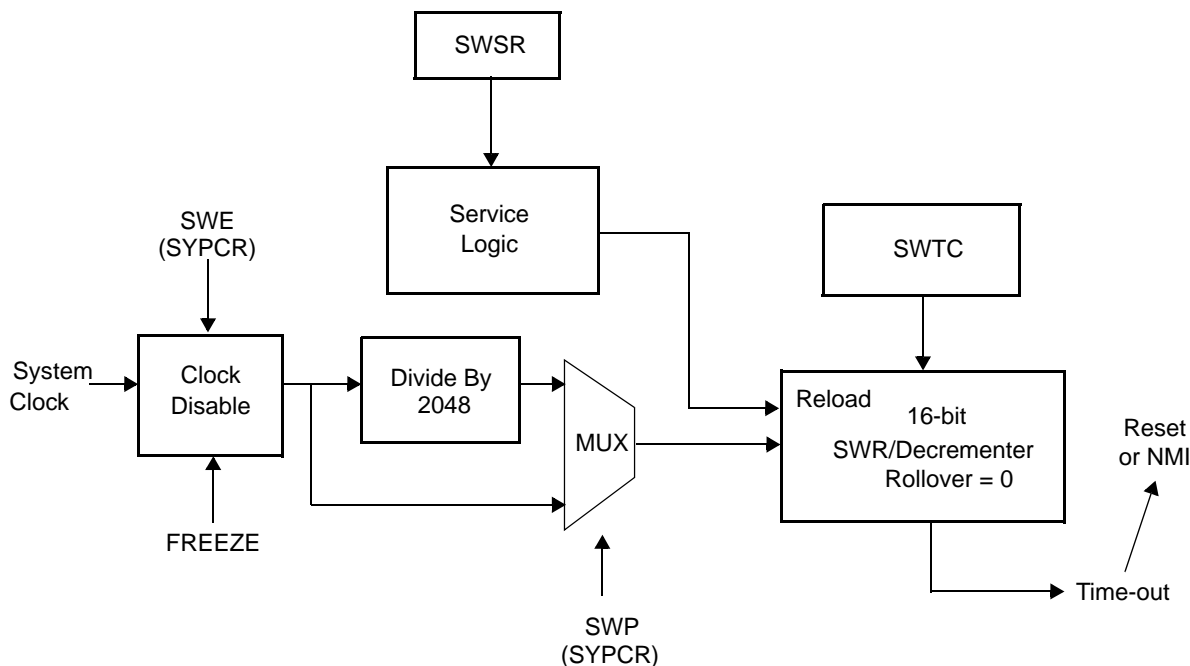 SWSR
Service
Logic
SWE
(SYPCR)
SWTC
System
Clock
Clock
Disable
Divide By
2048
MUX
Reload
16-bit
SWR/Decrementer
Rollover = 0
Reset
or NMI
FREEZE
Time-out
SWP
(SYPCR)